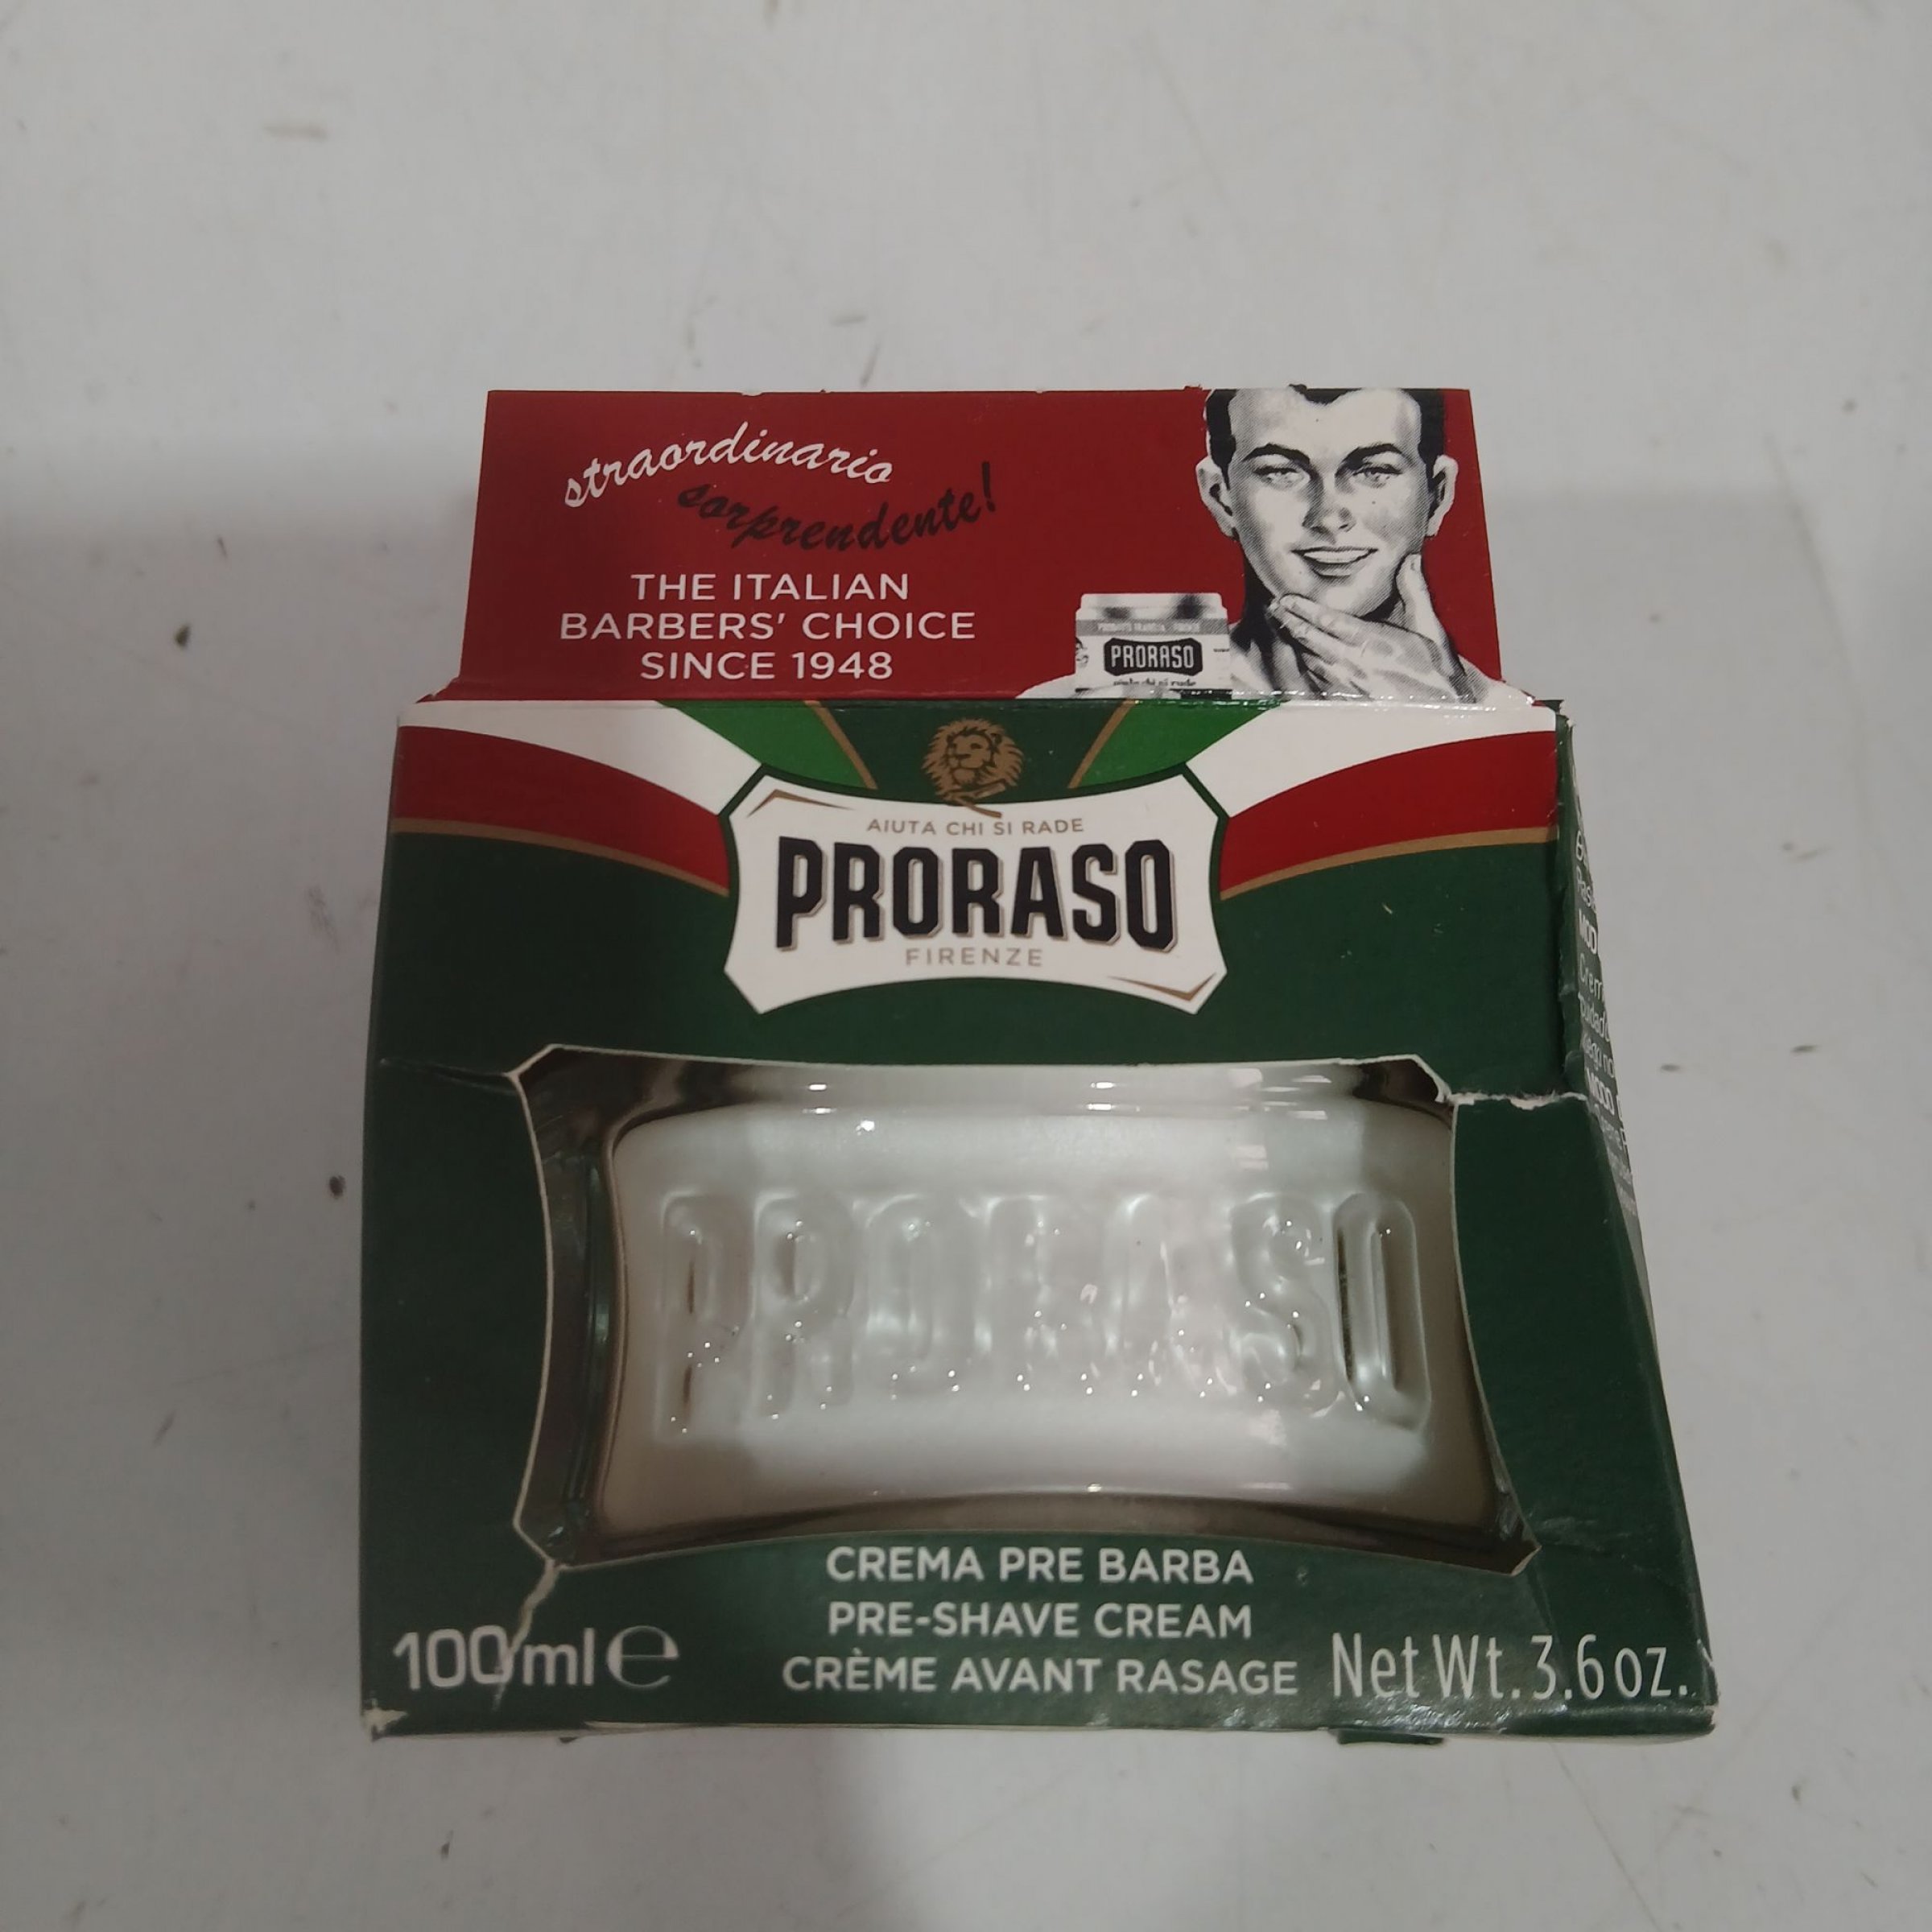 straordinario
sorprendente!
THE ITALIAN
BARBERS' CHOICE
SINCE 1948
PRORASO
AIUTA CHI SI RADE
PRORASO
FIRENZE
PRORASO
CREMA PRE BARBA
PRE-SHAVE CREAM
CRÈME AVANT RASAGE
100ml e
Net Wt. 3.6 oz.